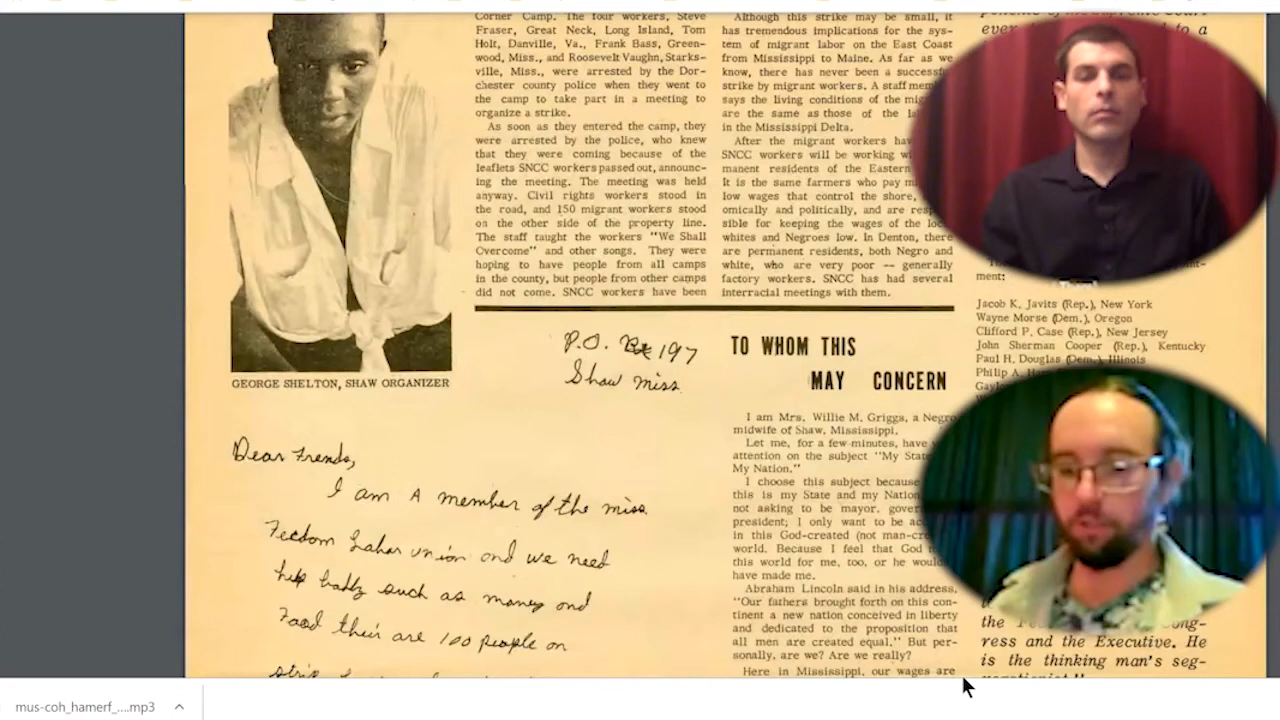 Corner Camp. The four workers, Steve
Fraser, Great Neck, Long Island, Tom
Holt, Danville, Va., Frank Bass, Green-
wood, Miss., and Roosevelt Vaughn, Starks-
ville, Miss., were arrested by the Dor-
chester county police when they went to
the camp to take part in a meeting to
organize a strike.
As soon as they entered the camp, they
were arrested by the police, who knew
that they were coming because of the
leaflets SNCC workers passed out, announc-
ing the meeting. The meeting was held
anyway. Civil rights workers stood in
the road, and 150 migrant workers stood
on the other side of the property line.
The staff taught the workers "We Shall
Overcome" and other songs. They were
hoping to have people from all camps
in the county, but people from other camps
did not come. SNCC workers have been
Although this strike may be small, it
has tremendous implications for the sys-
tem of migrant labor on the East Coast
from Mississippi to Maine. As far as we
know, there has never been a successful
strike by migrant workers. A staff
says the living conditions of the
are the same as those of the
in the Mississippi Delta.
After the migrant workers
SNCC workers will be working
manent residents of the Eastern
It is the same farmers who pay
low wages that control the shore,
omically and politically, and are
sible for keeping the wages of the
whites and Negroes low. In Denton, there
are permanent residents, both Negro and
white, who are very poor -- generally
factory workers. SNCC has had several
interracial meetings with them.
to a
ment:
Jacob K. Javits (Rep.), New York
Wayne Morse (Dem.), Oregon
Clifford P. Case (Rep.), New Jersey
John Sherman Cooper (Rep.), Kentucky
Paul H. Douglas (Dem.), Illinois
Philip A.
GEORGE SHELTON, SHAW ORGANIZER
P.O. Box 197
Shaw miss.
Dear Frends,
I am A member of the miss.
Feedom Labor union and we need
help badly such as money and
Food their are 100 people on
TO WHOM THIS
MAY CONCERN
I am Mrs. Willie M. Griggs, a Negro
midwife of Shaw, Mississippi.
Let me, for a few minutes, have
attention on the subject "My State
My Nation."
I choose this subject because
this is my State and my Nation
not asking to be mayor,
president; I only want to be
in this God-created (not
world. Because I feel that God
this world for me, too, or he would
have made me.
Abraham Lincoln said in his address,
"Our fathers brought forth on this con-
tinent a new nation conceived in liberty
and dedicated to the proposition that
all men are created equal." But per-
sonally, are we? Are we really?
Here in Mississippi, our wages are
the
ress and the Executive. He
is the thinking man's seg-
mus-coh_hamerf_....mp3